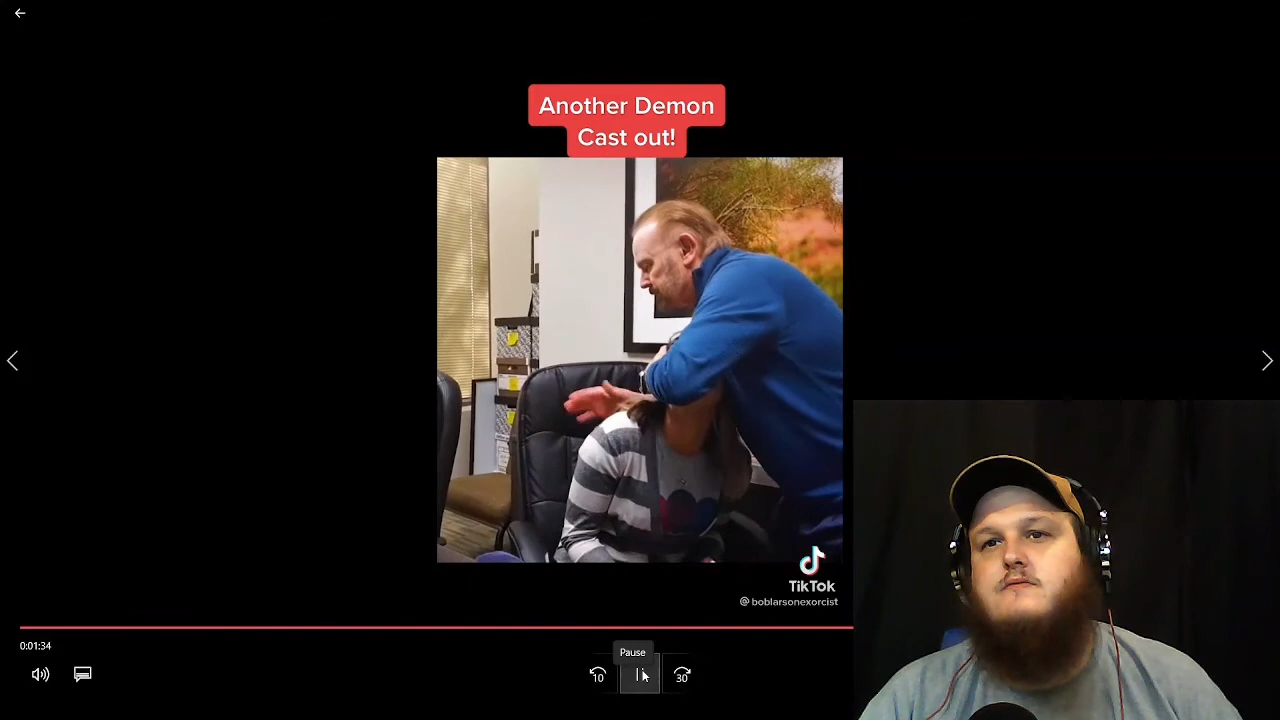 Another Demon
Cast out!
TikTok
@ boblarsonexorcist
0:01:34
Pause
10
30